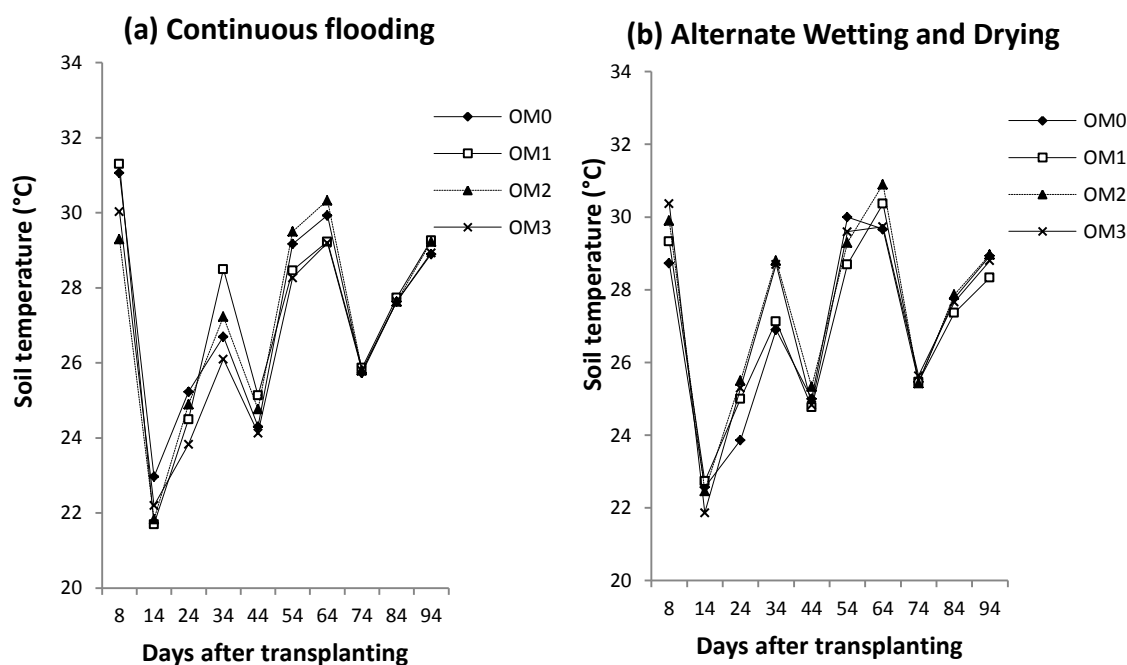 (a) Continuous flooding
34
32
30
28
26
24
22
20
Soil temperature (°C)
8 14 24 34 44 54 64 74 84 94
Days after transplanting
OM0
OM1
OM2
OM3
(b) Alternate Wetting and Drying
34
32
30
28
26
24
22
20
Soil temperature (°C)
8 14 24 34 44 54 64 74 84 94
Days after transplanting
OM0
OM1
OM2
OM3